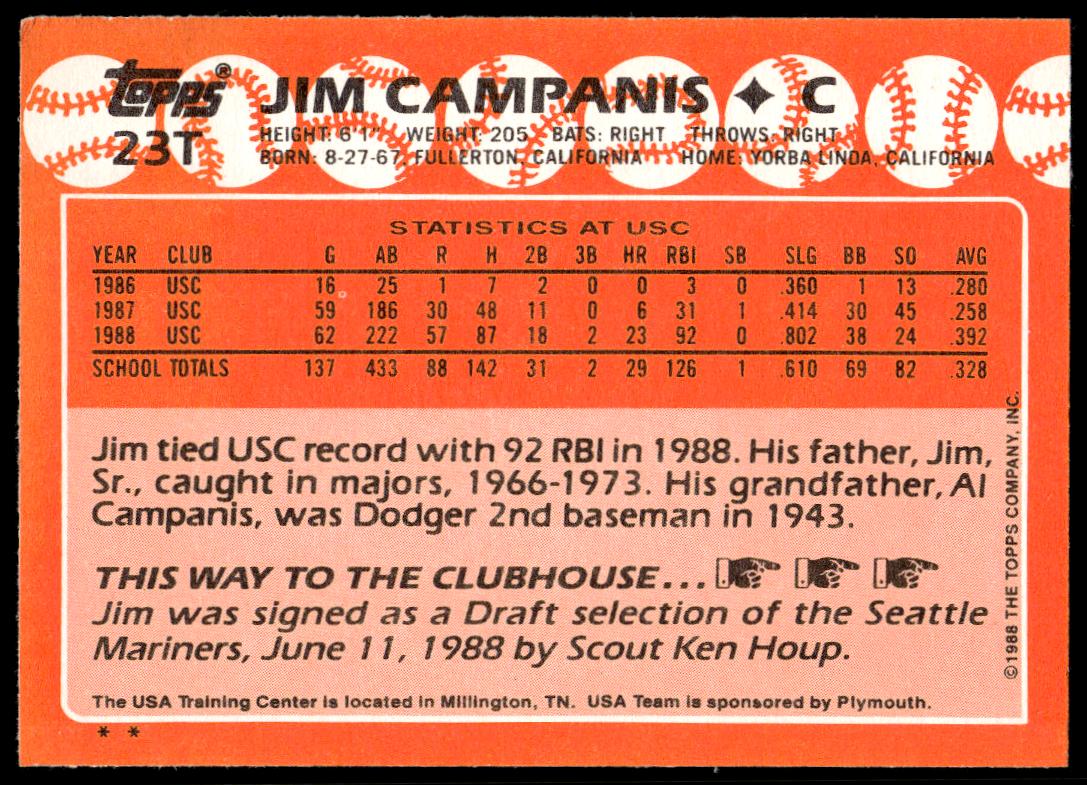 topps®
23T
JIM CAMPANIS ✦ C
HEIGHT: 6'1" WEIGHT: 205 BATS: RIGHT THROWS: RIGHT
BORN: 8-27-67, FULLERTON, CALIFORNIA HOME: YORBA LINDA, CALIFORNIA
STATISTICS AT USC
YEAR CLUB G AB R H 2B 3B HR RBI SB SLG BB SO AVG
1986 USC 16 25 1 7 2 0 0 3 0 .360 1 13 .280
1987 USC 59 186 30 48 11 0 6 31 1 .414 30 45 .258
1988 USC 62 222 57 87 18 2 23 92 0 .802 38 24 .392
SCHOOL TOTALS 137 433 88 142 31 2 29 126 1 .610 69 82 .328
Jim tied USC record with 92 RBI in 1988. His father, Jim,
Sr., caught in majors, 1966-1973. His grandfather, Al
Campanis, was Dodger 2nd baseman in 1943.
THIS WAY TO THE CLUBHOUSE...
Jim was signed as a Draft selection of the Seattle
Mariners, June 11, 1988 by Scout Ken Houp.
The USA Training Center is located in Millington, TN. USA Team is sponsored by Plymouth.
* *
©1988 THE TOPPS COMPANY, INC.